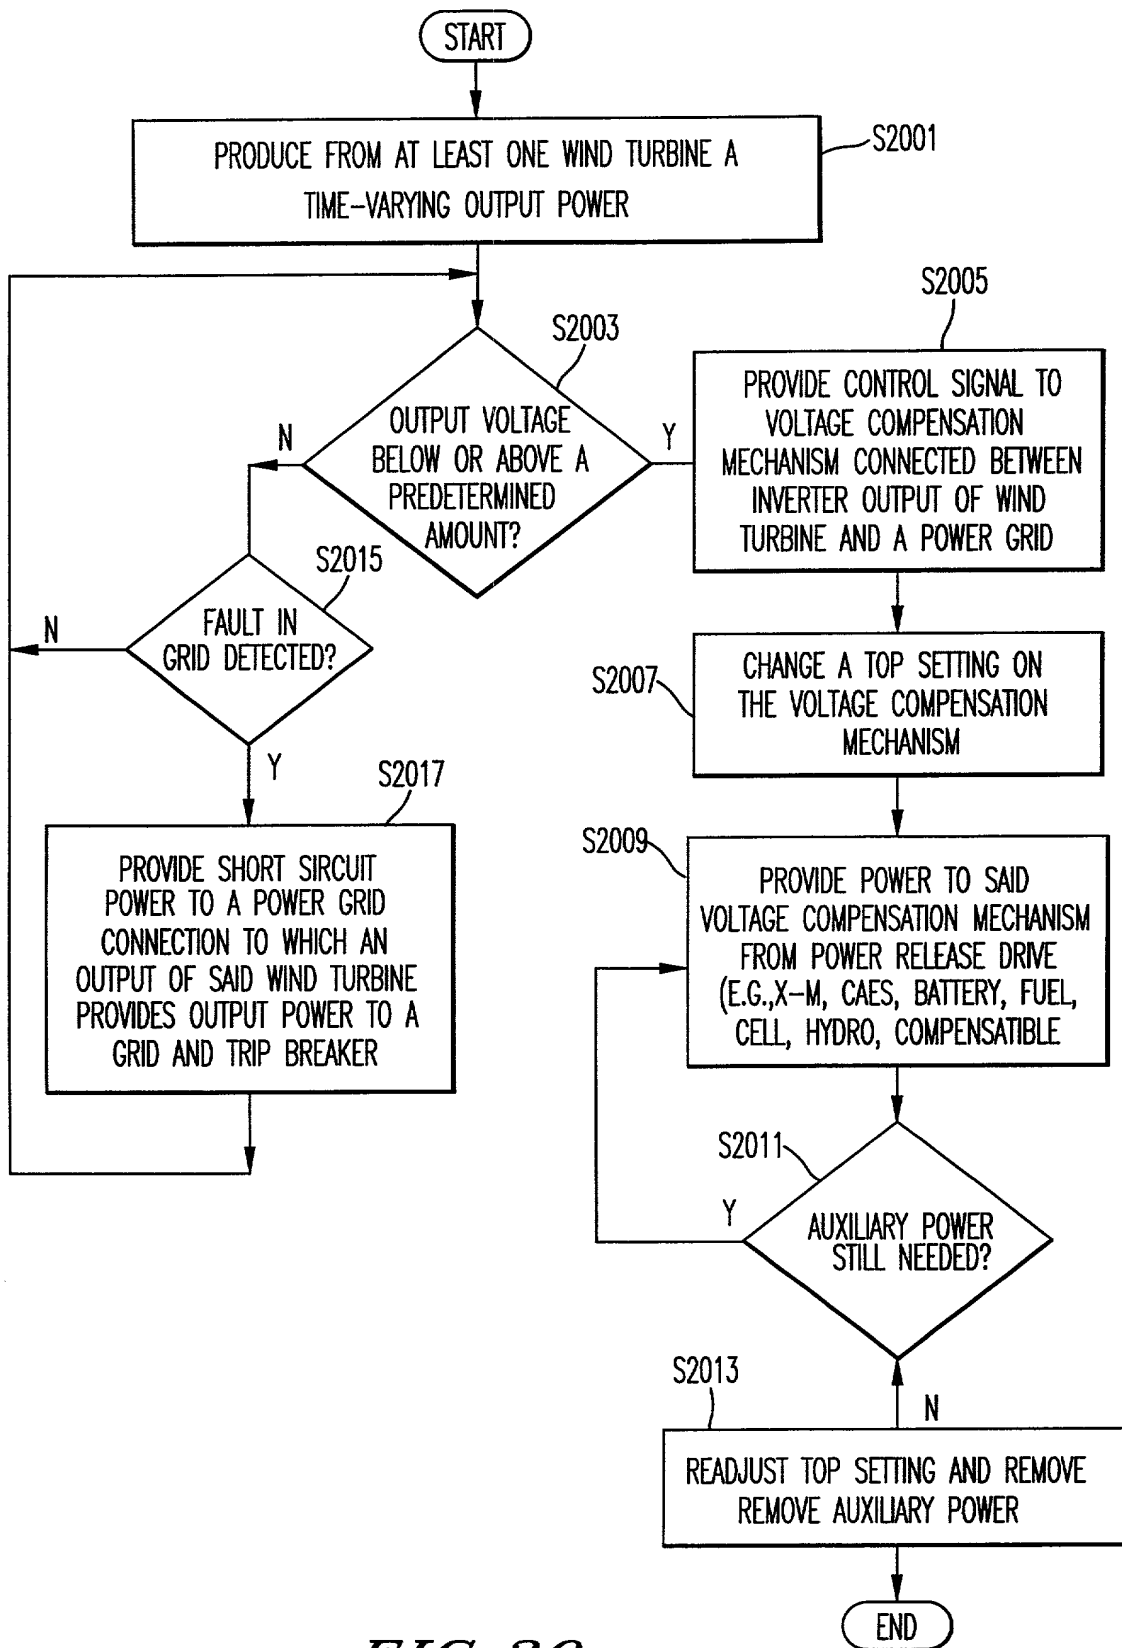 START
PRODUCE FROM AT LEAST ONE WIND TURBINE A
TIME-VARYING OUTPUT POWER
S2001
S2003
OUTPUT VOLTAGE
BELOW OR ABOVE A
PREDETERMINED
AMOUNT?
N
Y
S2005
PROVIDE CONTROL SIGNAL TO
VOLTAGE COMPENSATION
MECHANISM CONNECTED BETWEEN
INVERTER OUTPUT OF WIND
TURBINE AND A POWER GRID
S2015
FAULT IN
GRID DETECTED?
N
Y
S2007
CHANGE A TOP SETTING ON
THE VOLTAGE COMPENSATION
MECHANISM
S2017
PROVIDE SHORT SIRCUIT
POWER TO A POWER GRID
CONNECTION TO WHICH AN
OUTPUT OF SAID WIND TURBINE
PROVIDES OUTPUT POWER TO A
GRID AND TRIP BREAKER
S2009
PROVIDE POWER TO SAID
VOLTAGE COMPENSATION MECHANISM
FROM POWER RELEASE DRIVE
(E.G.,X-M, CAES, BATTERY, FUEL,
CELL, HYDRO, COMPENSATIBLE
S2011
Y
AUXILIARY POWER
STILL NEEDED?
S2013
N
READJUST TOP SETTING AND REMOVE
REMOVE AUXILIARY POWER
END